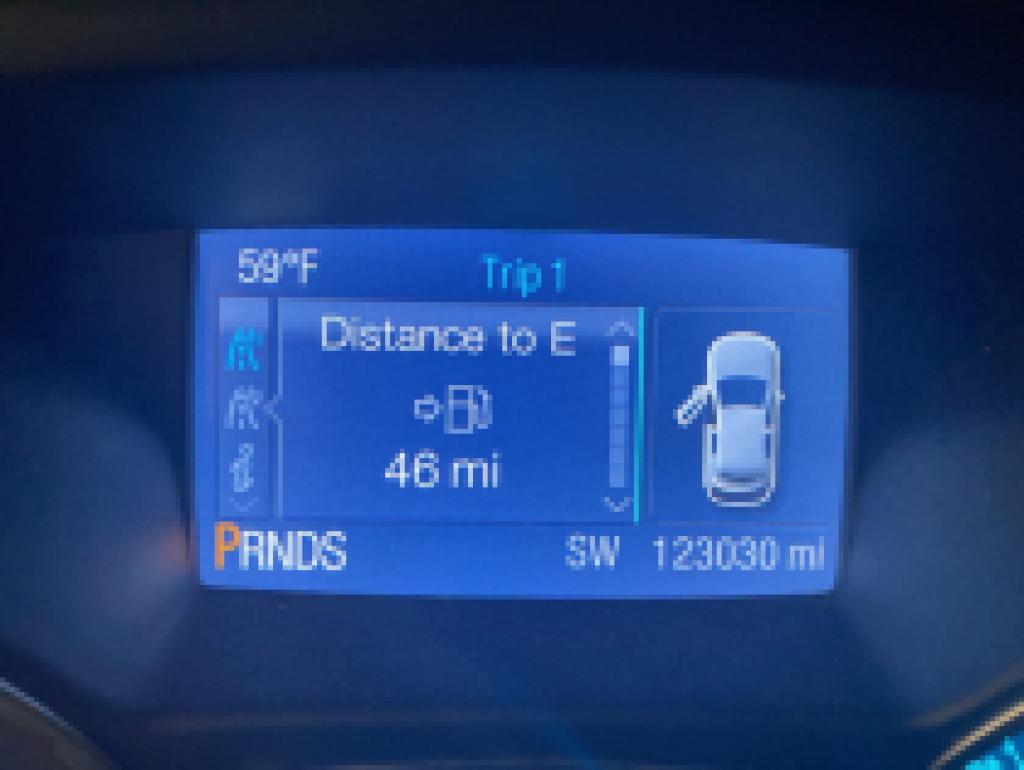 59°F
Trip 1
Distance to E
46 mi
PRNDS
SW
123030 mi